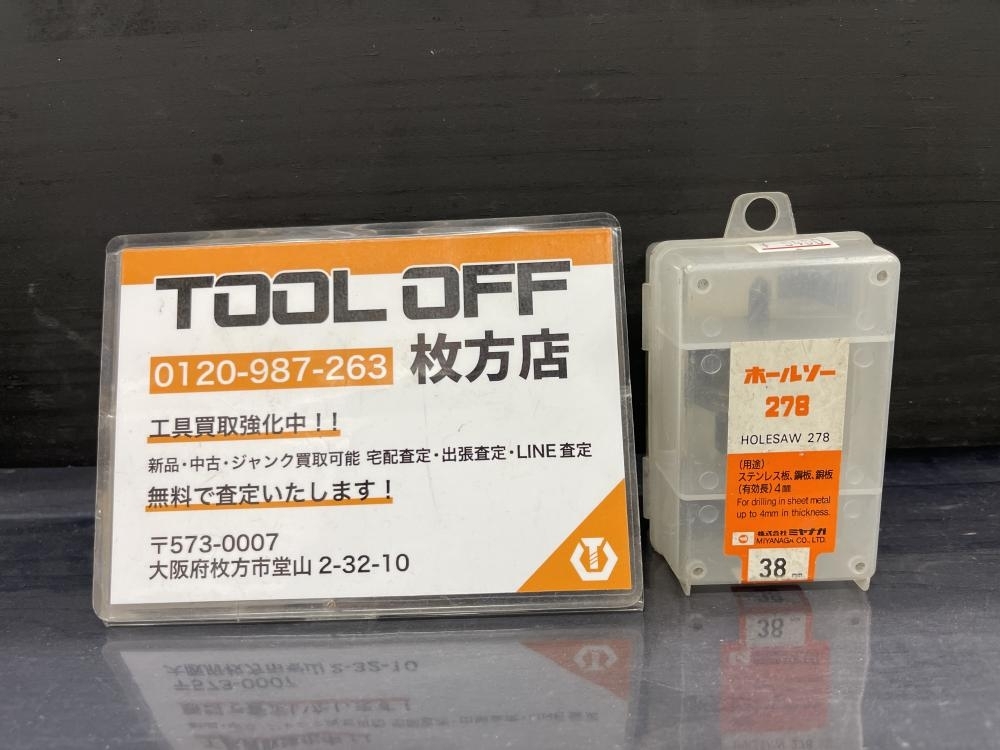 TOOL OFF
0120-987-263 枚方店
工具買取強化中!!
新品・中古・ジャンク買取可能 宅配査定・出張査定・LINE査定
無料で査定いたします!
〒573-0007
大阪府枚方市堂山 2-32-10
ホールソー
278
HOLESAW 278
(用途)
ステンレス板、鋼板、銅板
(有効長)4mm
For drilling in sheet metal
up to 4mm in thickness.
株式会社ミヤナガ
MIYANAGA CO., LTD.
38 mm